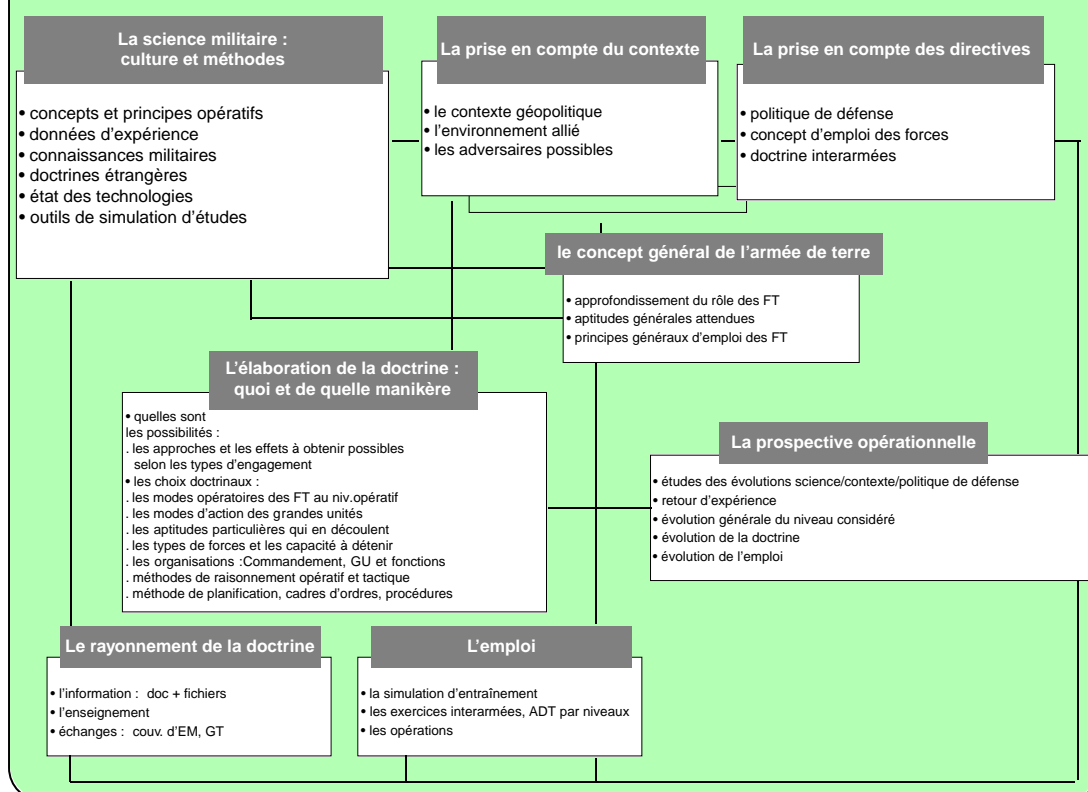 La science militaire :
culture et méthodes
• concepts et principes opératifs
• données d'expérience
• connaissances militaires
• doctrines étrangères
• état des technologies
• outils de simulation d'études
La prise en compte du contexte
• le contexte géopolitique
• l'environnement allié
• les adversaires possibles
La prise en compte des directives
• politique de défense
• concept d'emploi des forces
• doctrine interarmées
le concept général de l'armée de terre
• approfondissement du rôle des FT
• aptitudes générales attendues
• principes généraux d'emploi des FT
L'élaboration de la doctrine :
quoi et de quelle manikère
• quelles sont
les possibilités :
. les approches et les effets à obtenir possibles
selon les types d'engagement
• les choix doctrinaux :
. les modes opératoires des FT au niv.opératif
. les modes d'action des grandes unités
. les aptitudes particulières qui en découlent
. les types de forces et les capacité à détenir
. les organisations :Commandement, GU et fonctions
. méthodes de raisonnement opératif et tactique
. méthode de planification, cadres d'ordres, procédures
La prospective opérationnelle
• études des évolutions science/contexte/politique de défense
• retour d'expérience
• évolution générale du niveau considéré
• évolution de la doctrine
• évolution de l'emploi
Le rayonnement de la doctrine
• l'information : doc + fichiers
• l'enseignement
• échanges : couv. d'EM, GT
L'emploi
• la simulation d'entraînement
• les exercices interarmées, ADT par niveaux
• les opérations